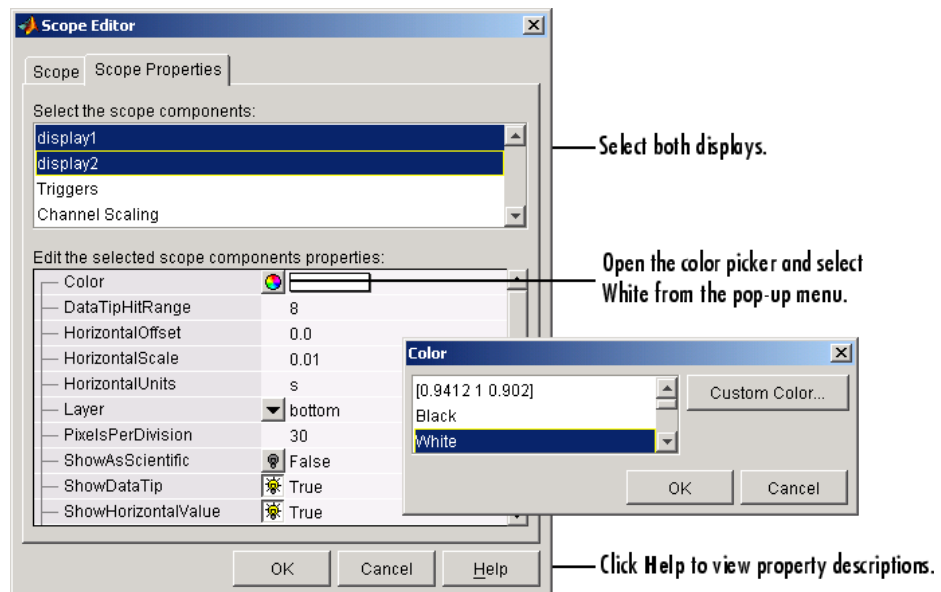 Scope Editor
Scope Scope Properties
Select the scope components:
display1
display2
Triggers
Channel Scaling
Select both displays.
Edit the selected scope components properties:
Color
DataTipHitRange 8
HorizontalOffset 0.0
HorizontalScale 0.01
HorizontalUnits s
Layer bottom
PixelsPerDivision 30
ShowAsScientific False
ShowDataTip True
ShowHorizontalValue True
Open the color picker and select
White from the pop-up menu.
Color
[0.9412 1 0.902]
Black
White
Custom Color...
OK Cancel
OK Cancel Help
Click Help to view property descriptions.